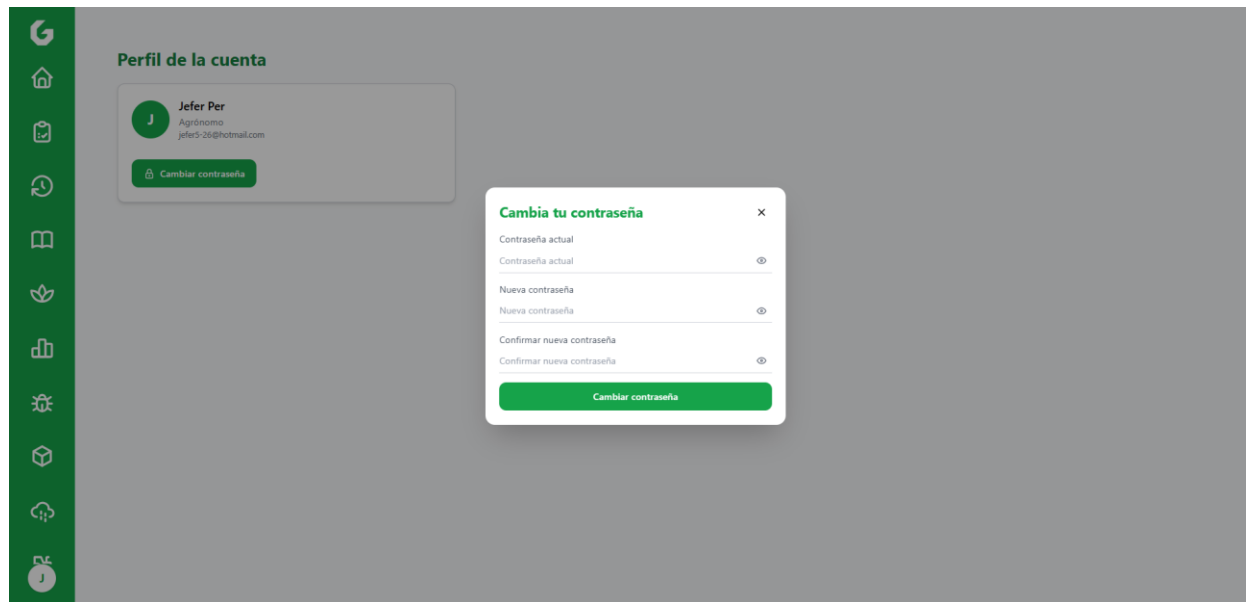 Perfil de la cuenta
J
Jefer Per
Agrónomo
jefer5-26@hotmail.com
Cambiar contraseña
Cambia tu contraseña
Contraseña actual
Contraseña actual
Nueva contraseña
Nueva contraseña
Confirmar nueva contraseña
Confirmar nueva contraseña
Cambiar contraseña
J